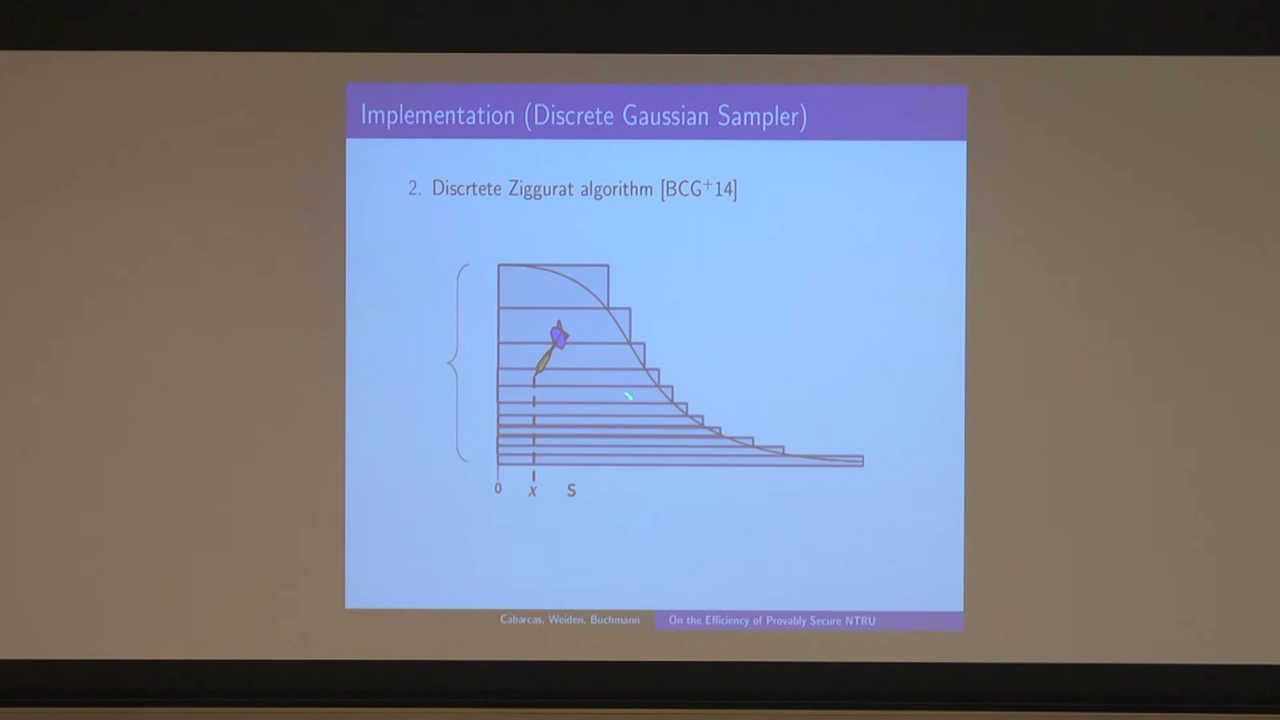 Implementation (Discrete Gaussian Sampler)
2. Discrtete Ziggurat algorithm [BCG+14]
0 x S
Cabarcas, Weiden, Buchmann On the Efficiency of Provably Secure NTRU